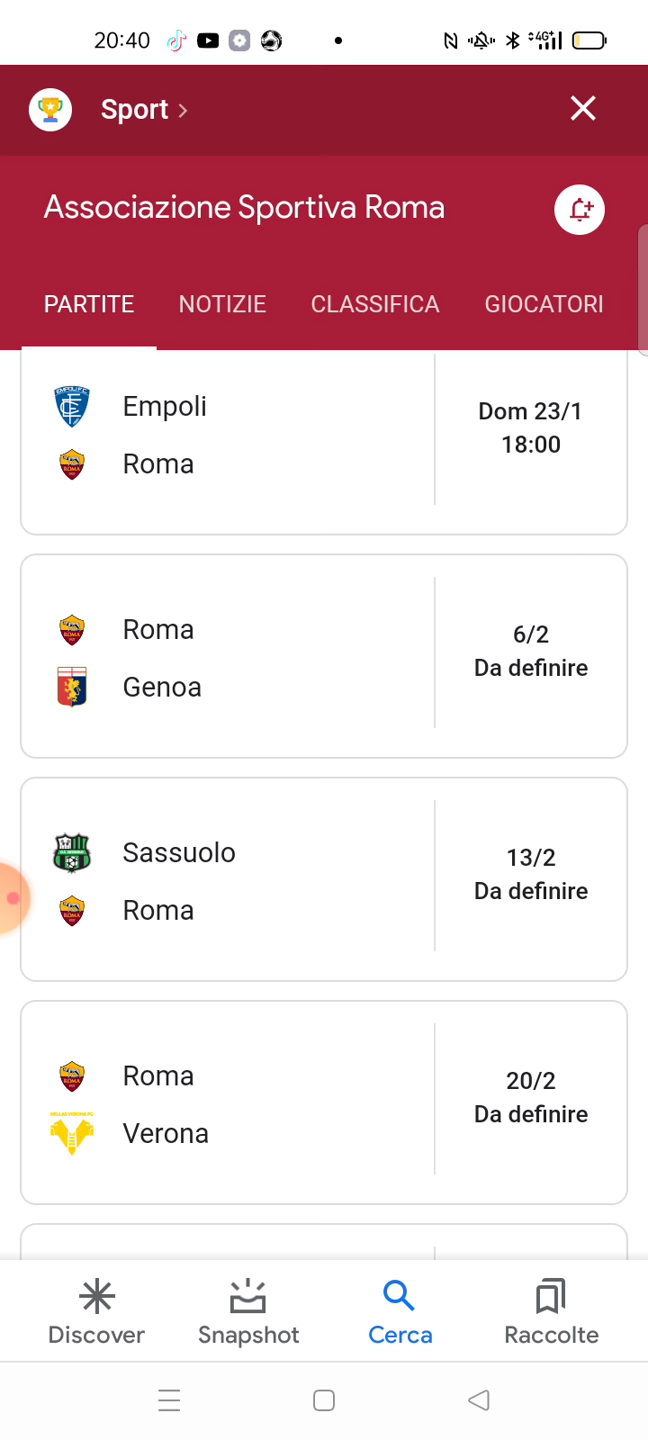 20:40
4G+
Sport
Associazione Sportiva Roma
PARTITE NOTIZIE CLASSIFICA GIOCATORI
Empoli
Roma
Dom 23/1
18:00
Roma
Genoa
6/2
Da definire
Sassuolo
Roma
13/2
Da definire
Roma
Verona
20/2
Da definire
Discover Snapshot Cerca Raccolte